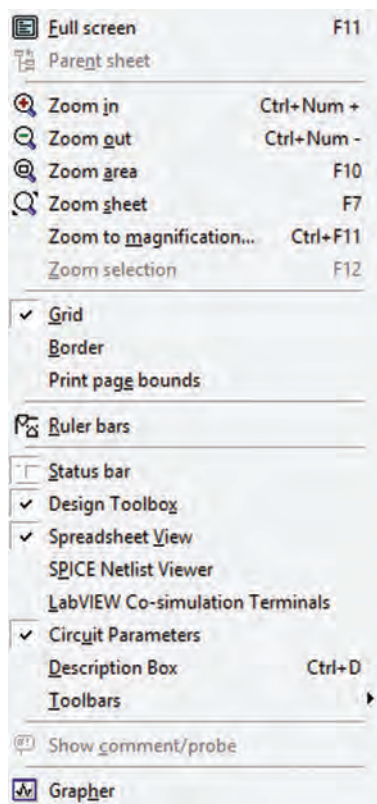 Full screen F11
Parent sheet
Zoom in Ctrl+Num +
Zoom out Ctrl+Num -
Zoom area F10
Zoom sheet F7
Zoom to magnification... Ctrl+F11
Zoom selection F12
Grid
Border
Print page bounds
Ruler bars
Status bar
Design Toolbox
Spreadsheet View
SPICE Netlist Viewer
LabVIEW Co-simulation Terminals
Circuit Parameters
Description Box Ctrl+D
Toolbars
Show comment/probe
Grapher